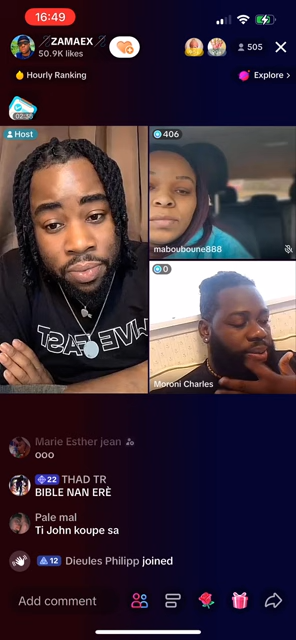 16:49
ZAMAEX
50.9K likes
505
Hourly Ranking
Explore >
02:38
Host
406
mabouboune888
0
Moroni Charles
Marie Esther jean
ooo
22 THAD TR
BIBLE NAN ERÈ
Pale mal
Ti John koupe sa
12 Dieules Philipp joined
Add comment